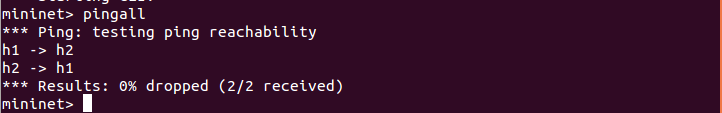 mininet> pingall
*** Ping: testing ping reachability
h1 -> h2
h2 -> h1
*** Results: 0% dropped (2/2 received)
mininet>